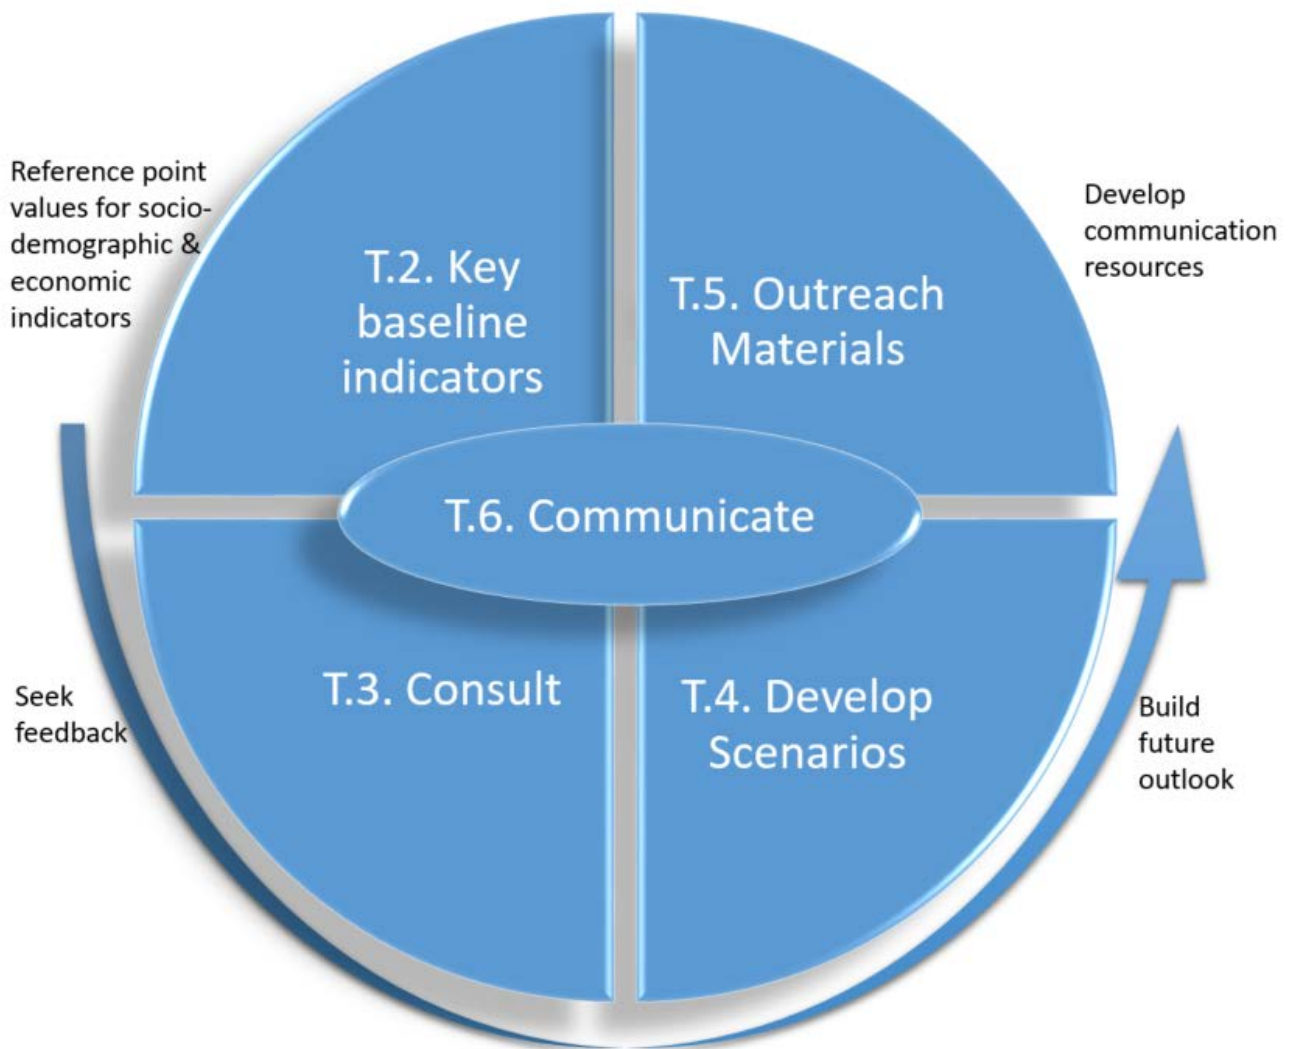 Reference point
values for socio-
demographic &
economic
indicators
T.2. Key
baseline
indicators
T.5. Outreach
Materials
Develop
communication
resources
T.6. Communicate
Seek
feedback
T.3. Consult
T.4. Develop
Scenarios
Build
future
outlook